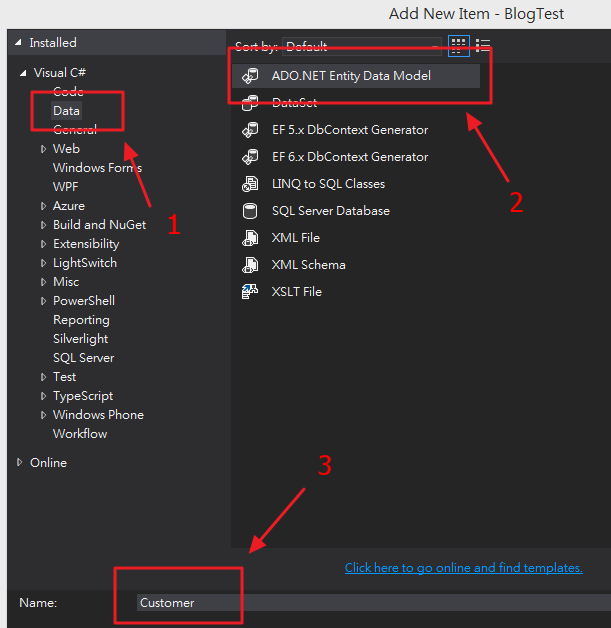 Add New Item - BlogTest
Installed
Sort by: Default
Visual C#
Code
Data
General
Web
Windows Forms
WPF
Azure
Build and NuGet
Extensibility
LightSwitch
Misc
PowerShell
Reporting
Silverlight
SQL Server
Test
TypeScript
Windows Phone
Workflow
Online
ADO.NET Entity Data Model
DataSet
EF 5.x DbContext Generator
EF 6.x DbContext Generator
LINQ to SQL Classes
SQL Server Database
XML File
XML Schema
XSLT File
1
2
3
Click here to go online and find templates.
Name: Customer